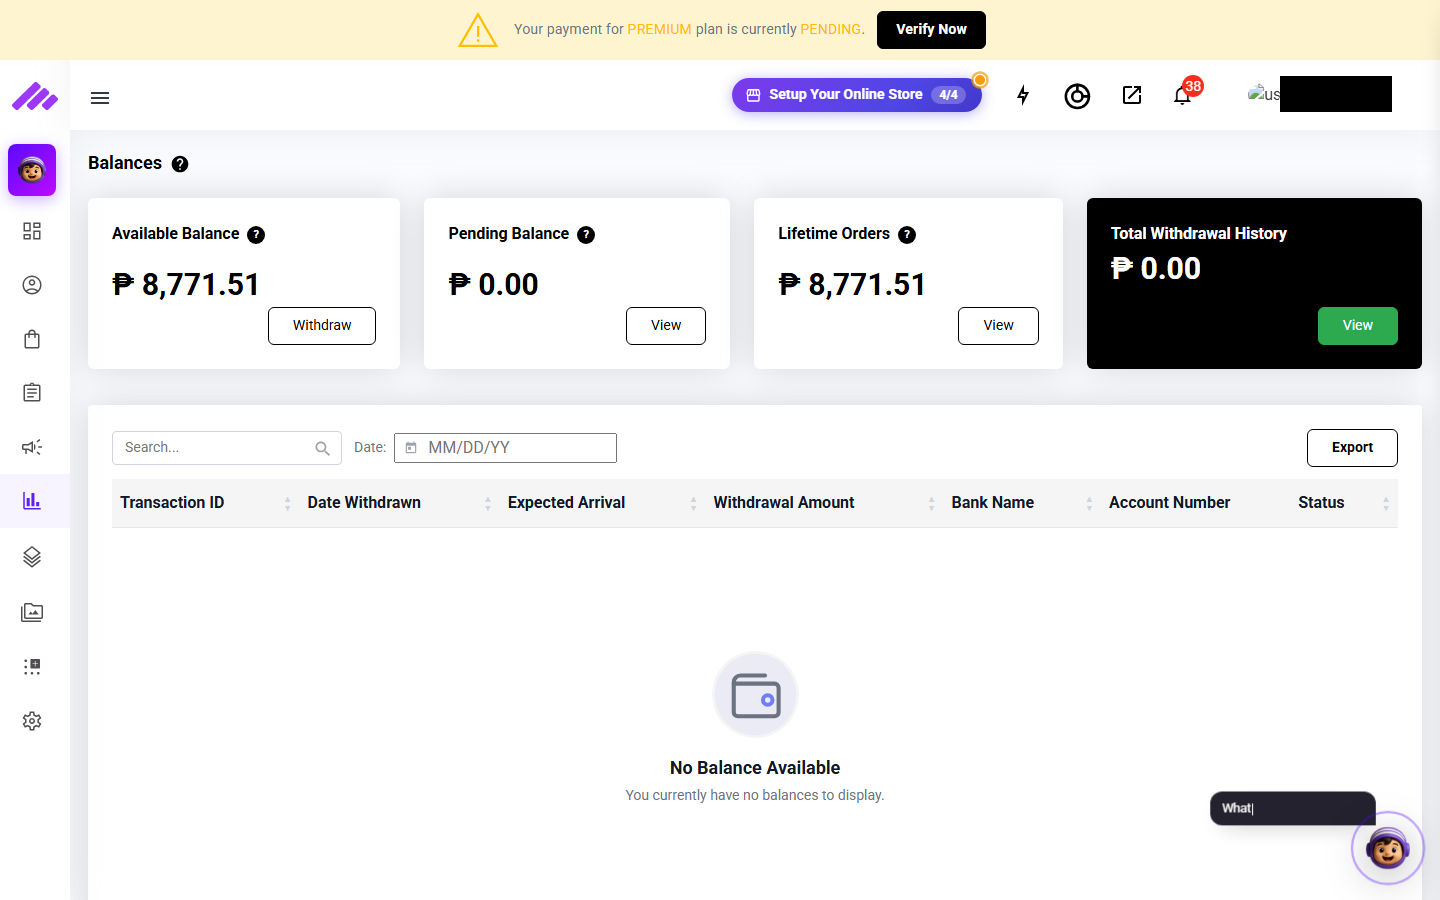 Your payment for PREMIUM plan is currently PENDING.
Verify Now
Setup Your Online Store 4/4
38
us
Balances ?
Available Balance ?
₱ 8,771.51
Withdraw
Pending Balance ?
₱ 0.00
View
Lifetime Orders ?
₱ 8,771.51
View
Total Withdrawal History
₱ 0.00
View
Search...
Date: MM/DD/YY
Export
Transaction ID Date Withdrawn Expected Arrival Withdrawal Amount Bank Name Account Number Status
No Balance Available
You currently have no balances to display.
What|